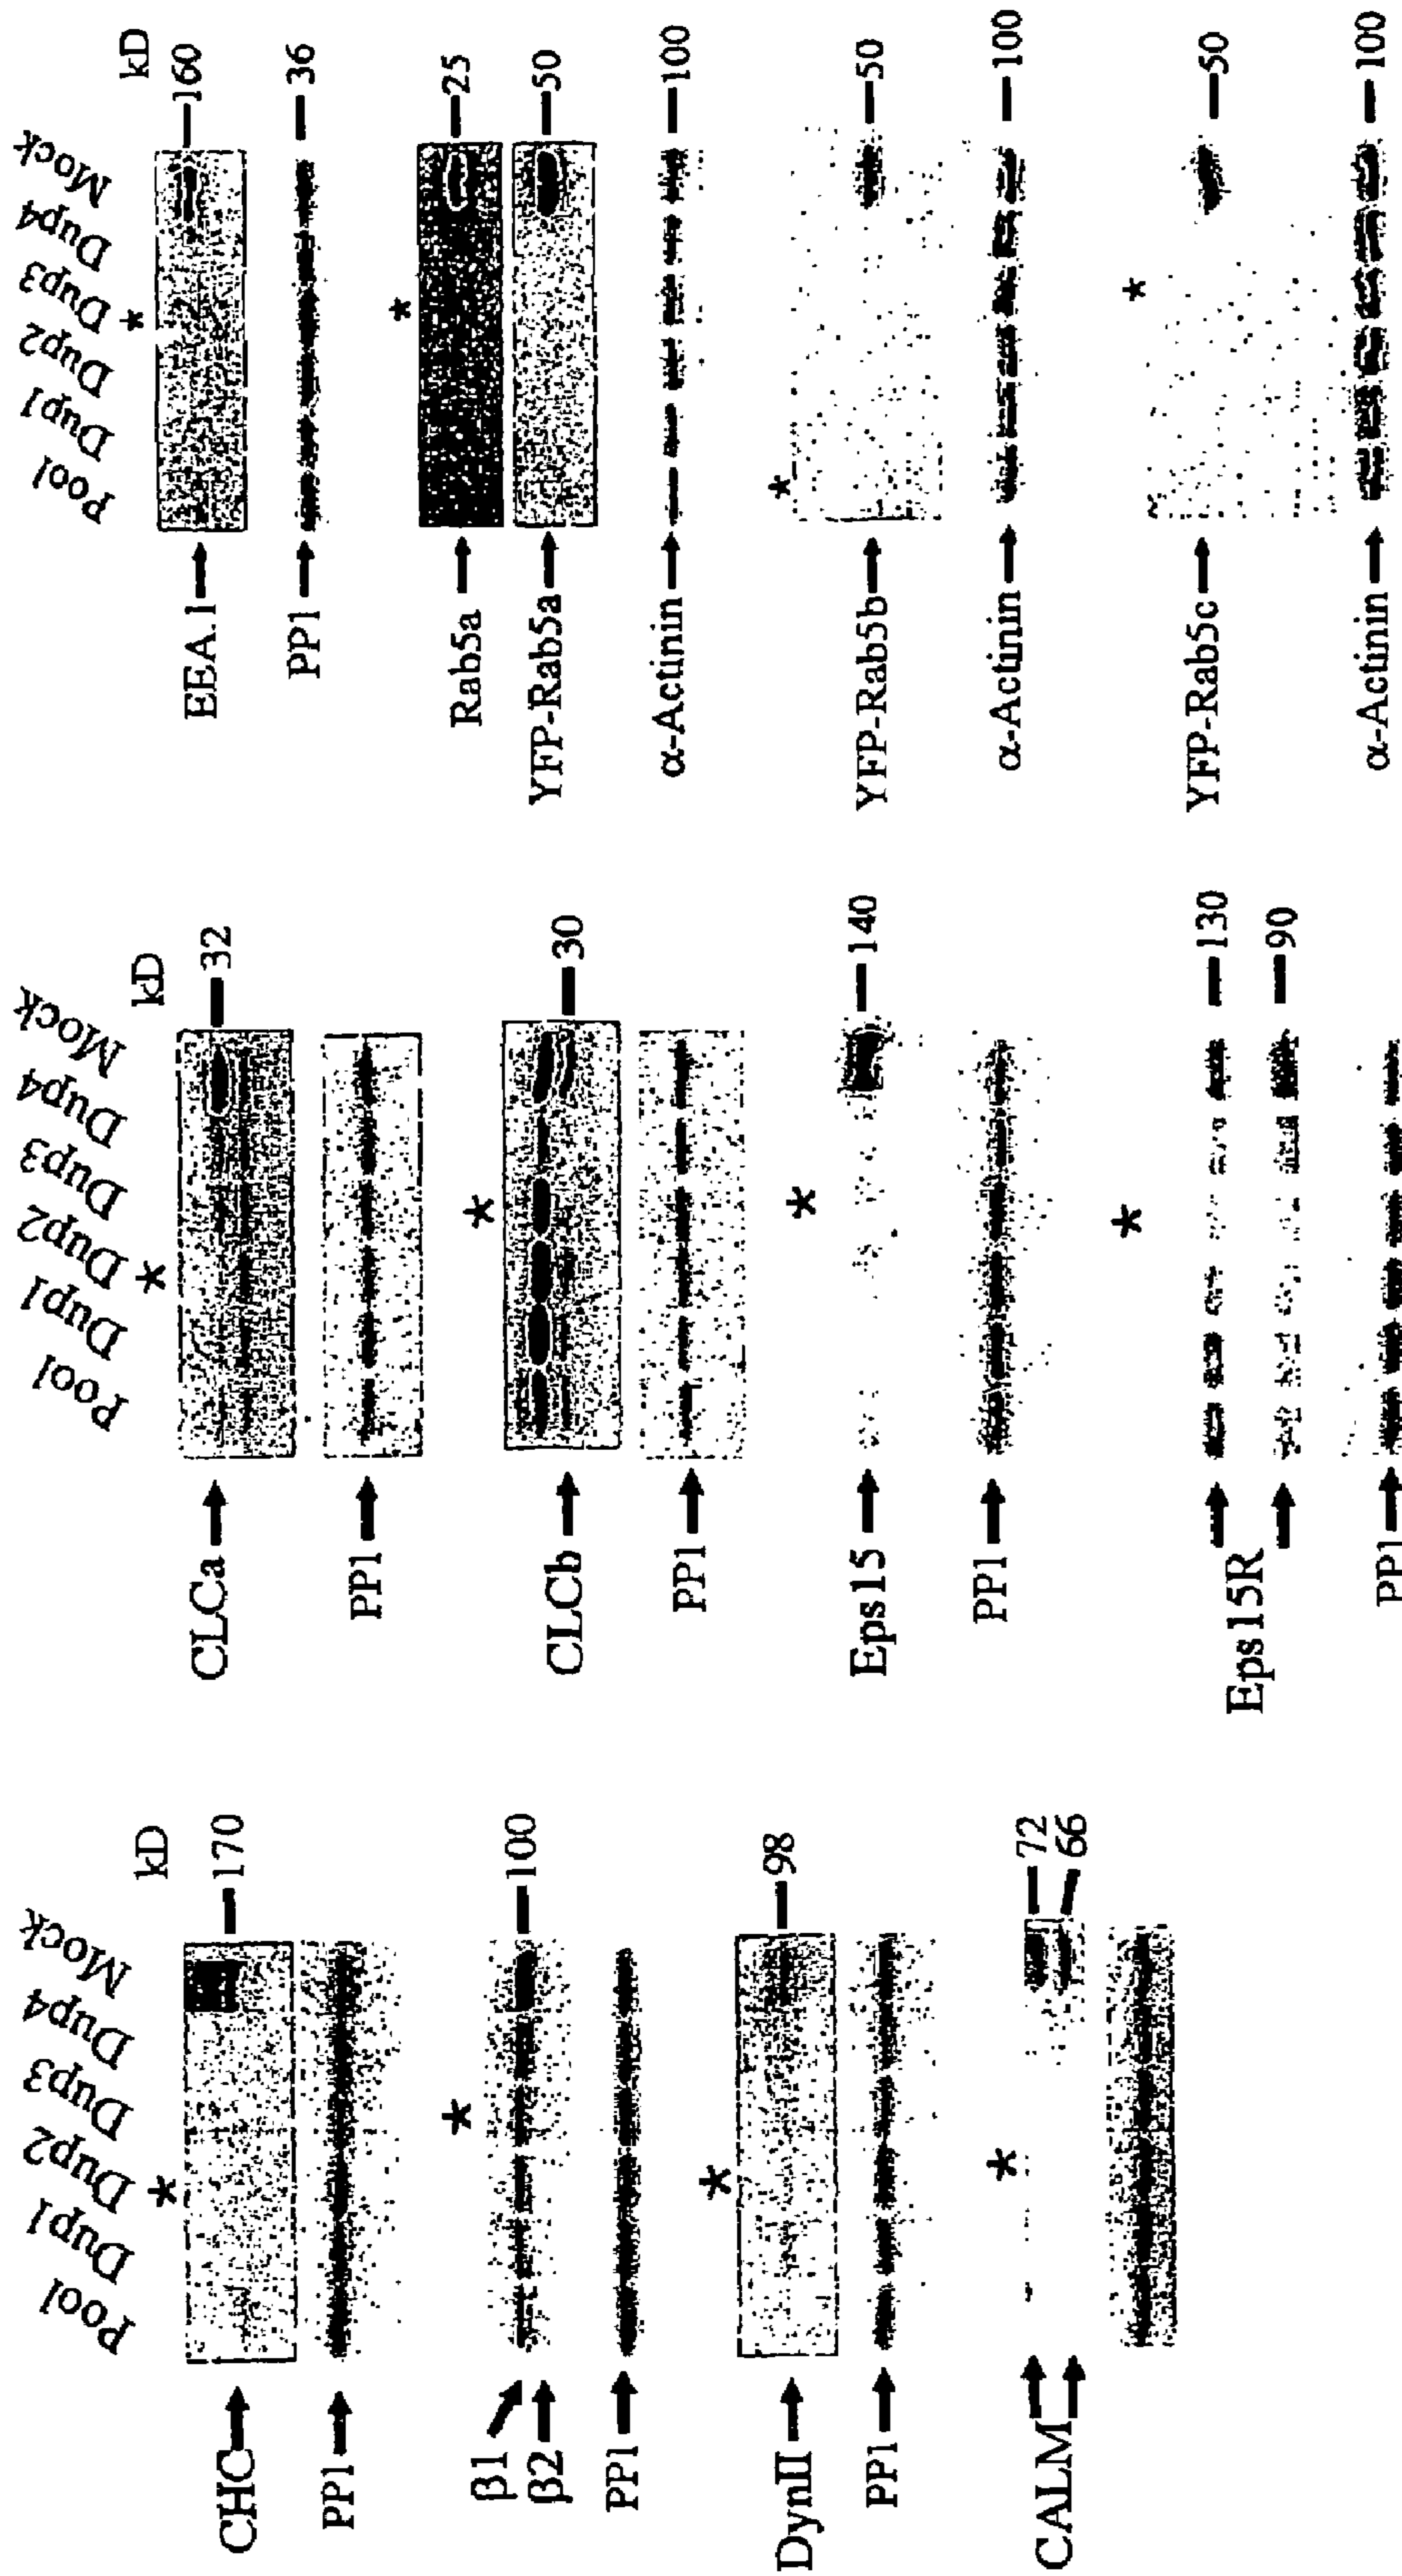 Pool Dup1 Dup2 Dup3 Dup4 Mock
kD
CHC 170
PP1
β1 100
β2
PP1
*
DynII 98
PP1
*
CALM 72
66
*
Pool Dup1 Dup2 Dup3 Dup4 Mock
kD
*
CLCa 32
PP1
*
CLCb 30
PP1
*
Eps15 140
PP1
*
Eps15R 130
90
PP1
Pool Dup1 Dup2 Dup3 Dup4 Mock
kD
*
EEA.1 160
PP1 36
*
Rab5a 25
YFP-Rab5a 50
α-Actinin 100
*
YFP-Rab5b 50
α-Actinin 100
*
YFP-Rab5c 50
α-Actinin 100